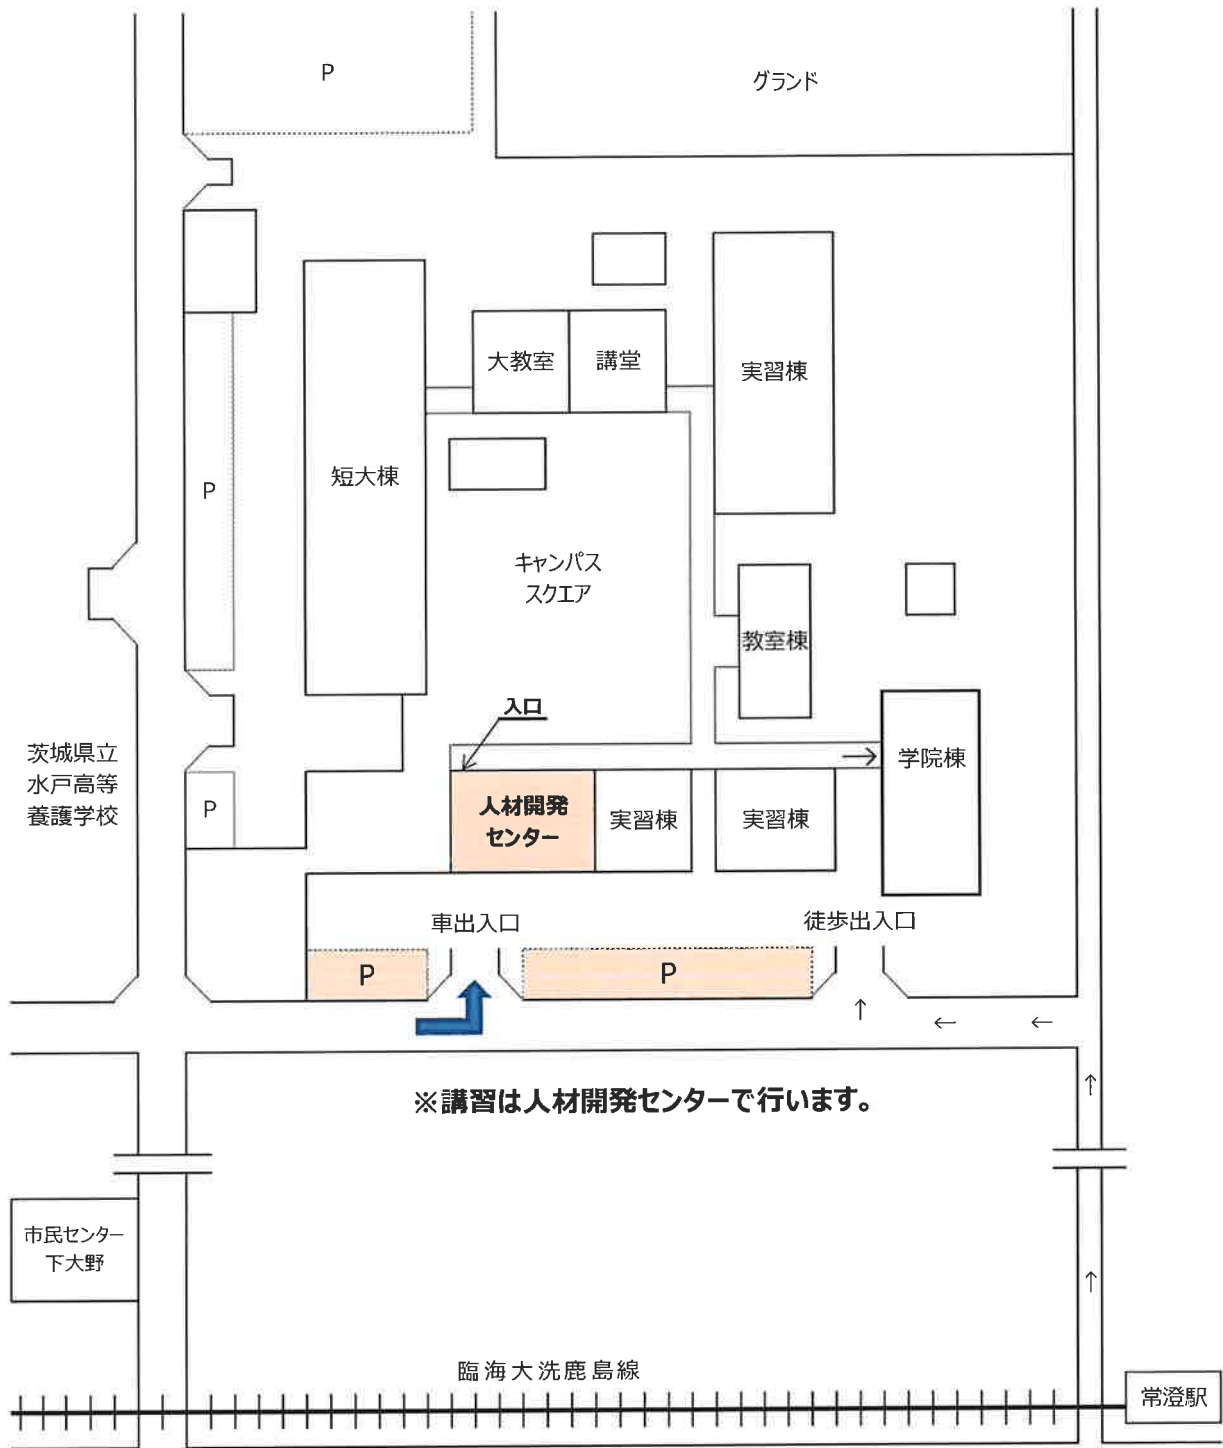 P
グランド
大教室
講堂
実習棟
短大棟
P
キャンパス
スクエア
教室棟
入口
茨城県立
水戸高等
養護学校
学院棟
P
人材開発
センター
実習棟
実習棟
車出入口
徒歩出入口
P
P
※講習は人材開発センターで行います。
市民センター
下大野
臨海大洗鹿島線
常澄駅